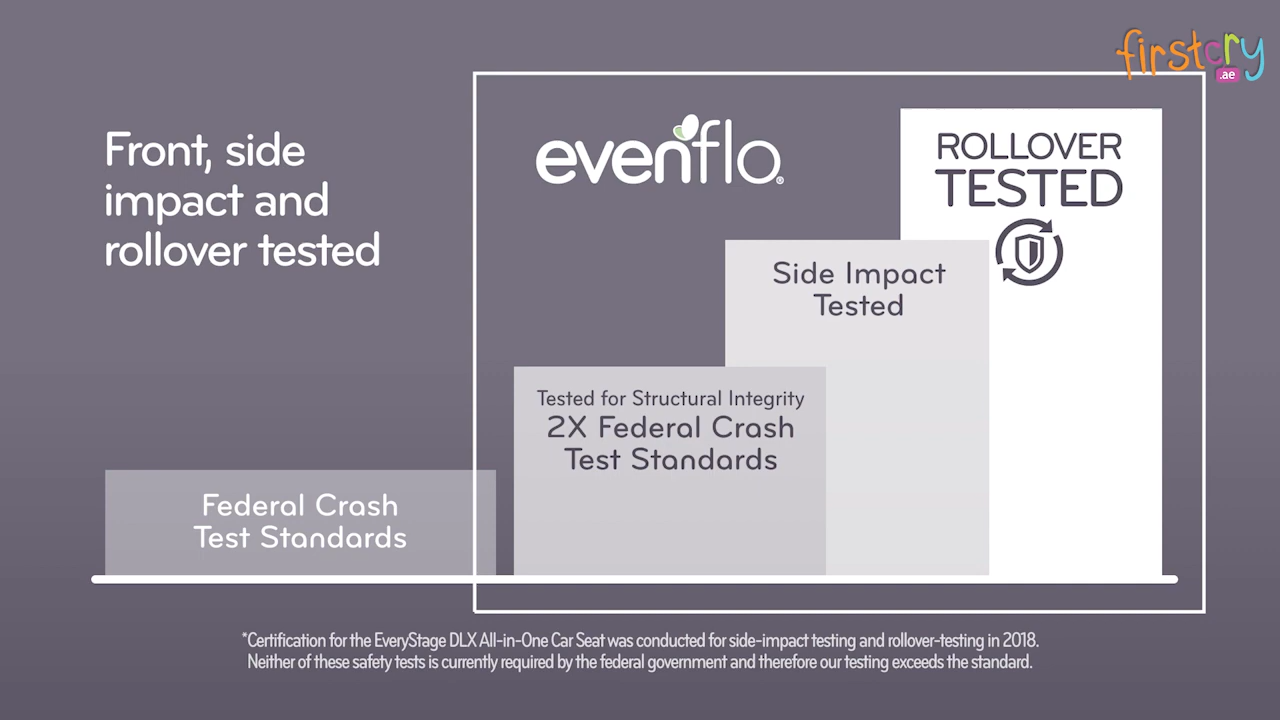 firstcry
.ae
Front, side
impact and
rollover tested
evenflo®
ROLLOVER
TESTED
Side Impact
Tested
Tested for Structural Integrity
2X Federal Crash
Test Standards
Federal Crash
Test Standards
*Certification for the EveryStage DLX All-in-One Car Seat was conducted for side-impact testing and rollover-testing in 2018.
Neither of these safety tests is currently required by the federal government and therefore our testing exceeds the standard.